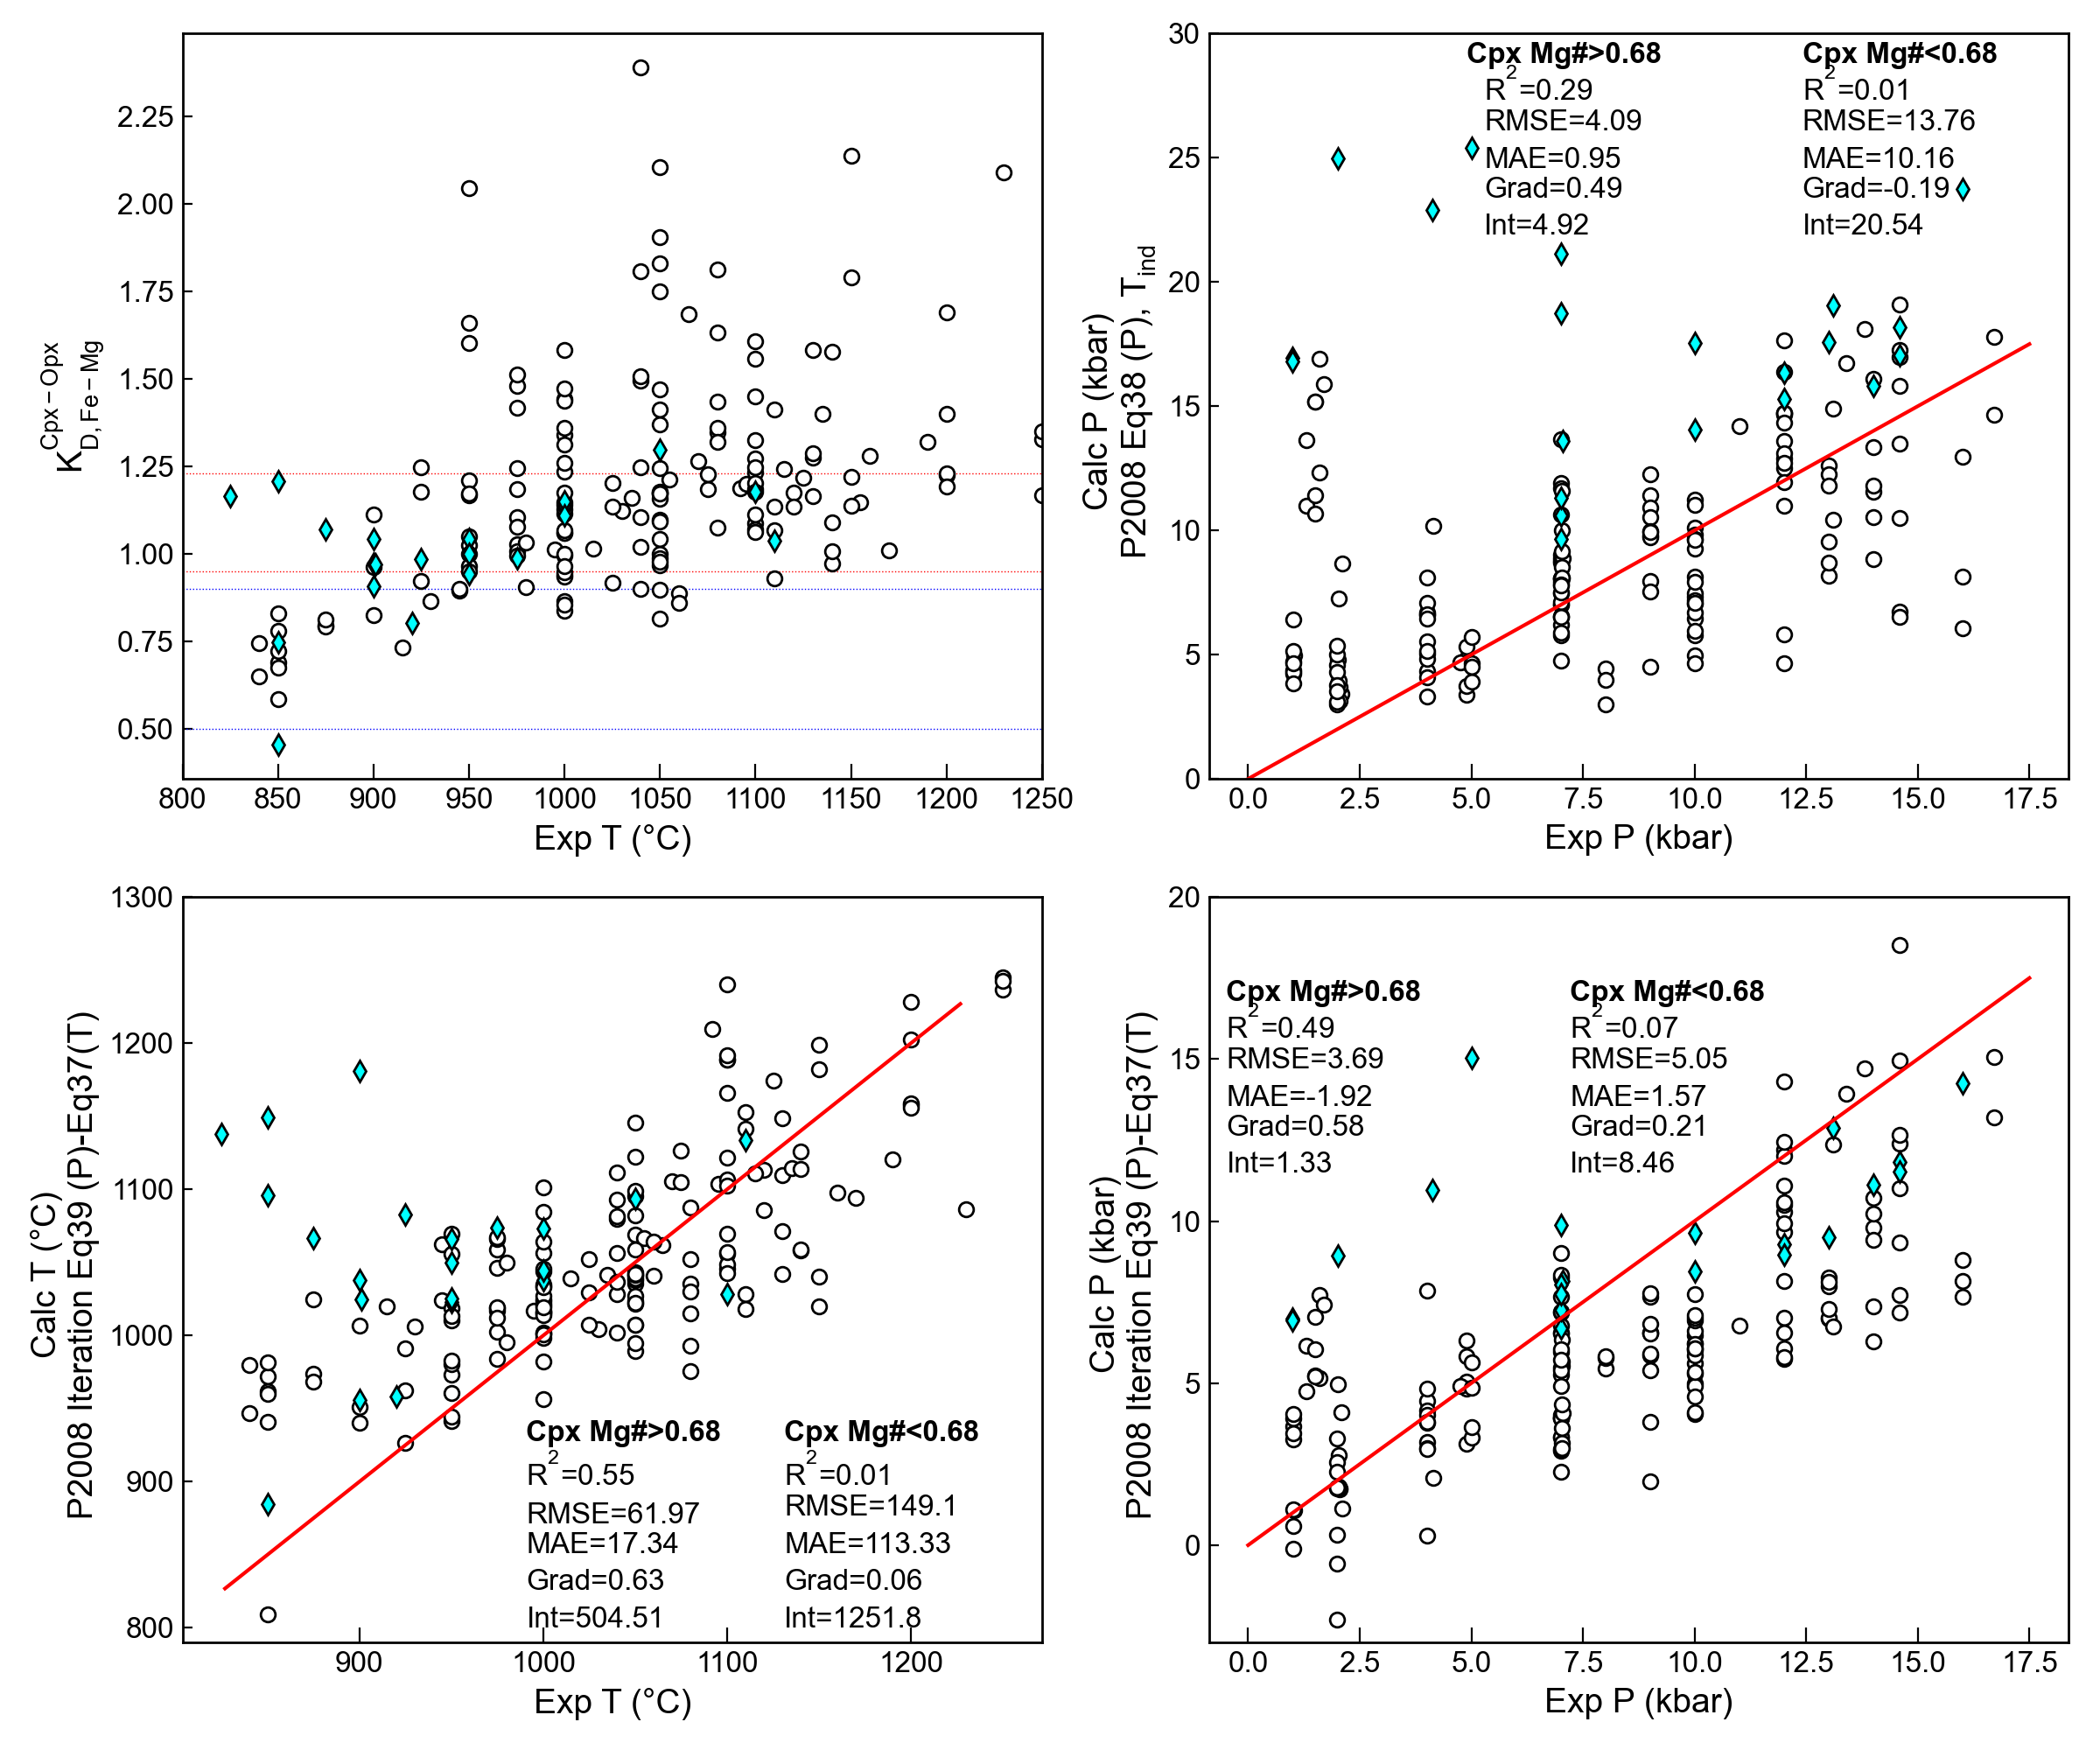 2.25
2.00
1.75
1.50
1.25
1.00
0.75
0.50
K D, Fe − Mg Cpx − Opx
800 850 900 950 1000 1050 1100 1150 1200 1250
Exp T (°C)
30
25
20
15
10
5
0
Calc P (kbar)
P2008 Eq38 (P), T_ind
Cpx Mg#>0.68
R²=0.29
RMSE=4.09
MAE=0.95
Grad=0.49
Int=4.92
Cpx Mg#<0.68
R²=0.01
RMSE=13.76
MAE=10.16
Grad=-0.19
Int=20.54
0.0 2.5 5.0 7.5 10.0 12.5 15.0 17.5
Exp P (kbar)
1300
1200
1100
1000
900
800
Calc T (°C)
P2008 Iteration Eq39 (P)-Eq37(T)
Cpx Mg#>0.68
R²=0.55
RMSE=61.97
MAE=17.34
Grad=0.63
Int=504.51
Cpx Mg#<0.68
R²=0.01
RMSE=149.1
MAE=113.33
Grad=0.06
Int=1251.8
900 1000 1100 1200
Exp T (°C)
20
15
10
5
0
Calc P (kbar)
P2008 Iteration Eq39 (P)-Eq37(T)
Cpx Mg#>0.68
R²=0.49
RMSE=3.69
MAE=-1.92
Grad=0.58
Int=1.33
Cpx Mg#<0.68
R²=0.07
RMSE=5.05
MAE=1.57
Grad=0.21
Int=8.46
0.0 2.5 5.0 7.5 10.0 12.5 15.0 17.5
Exp P (kbar)